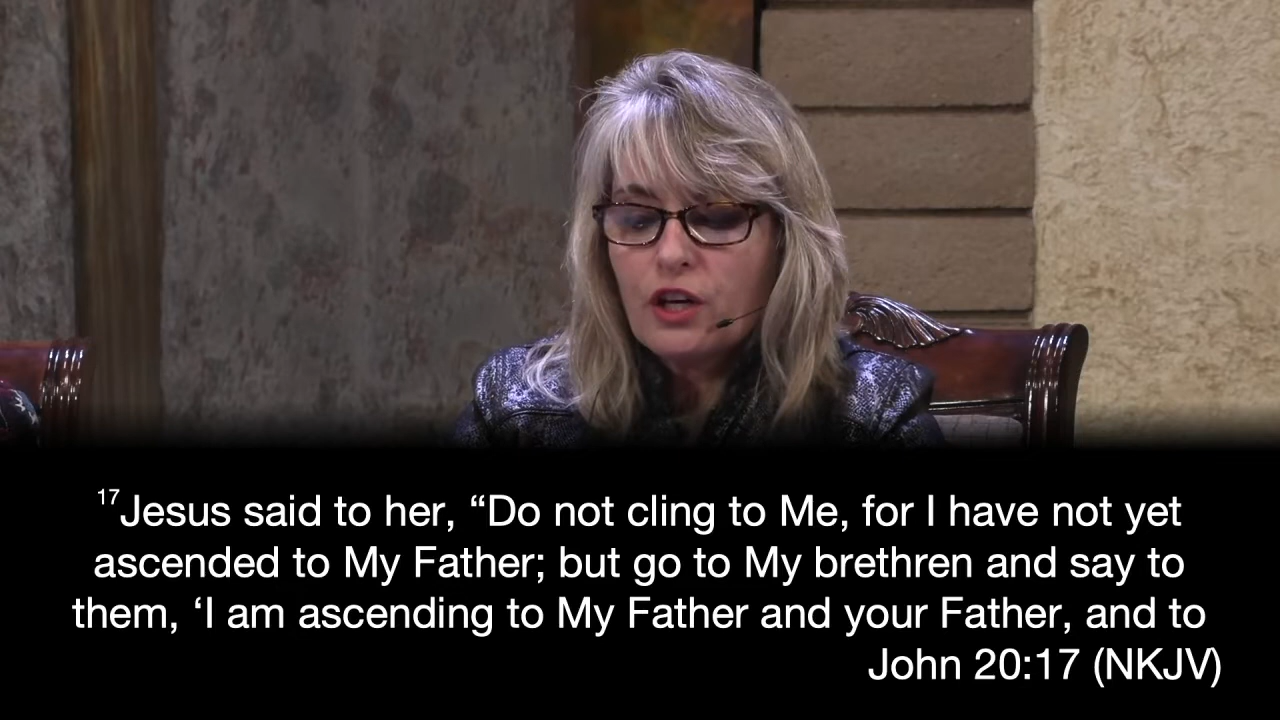 17Jesus said to her, “Do not cling to Me, for I have not yet
ascended to My Father; but go to My brethren and say to
them, ‘I am ascending to My Father and your Father, and to
John 20:17 (NKJV)